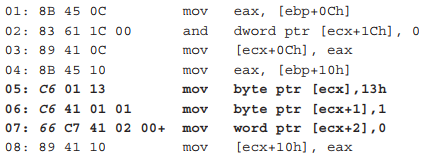 01: 8B 45 0C mov eax, [ebp+0Ch]
02: 83 61 1C 00 and dword ptr [ecx+1Ch], 0
03: 89 41 0C mov [ecx+0Ch], eax
04: 8B 45 10 mov eax, [ebp+10h]
05: C6 01 13 mov byte ptr [ecx],13h
06: C6 41 01 01 mov byte ptr [ecx+1],1
07: 66 C7 41 02 00+ mov word ptr [ecx+2],0
08: 89 41 10 mov [ecx+10h], eax